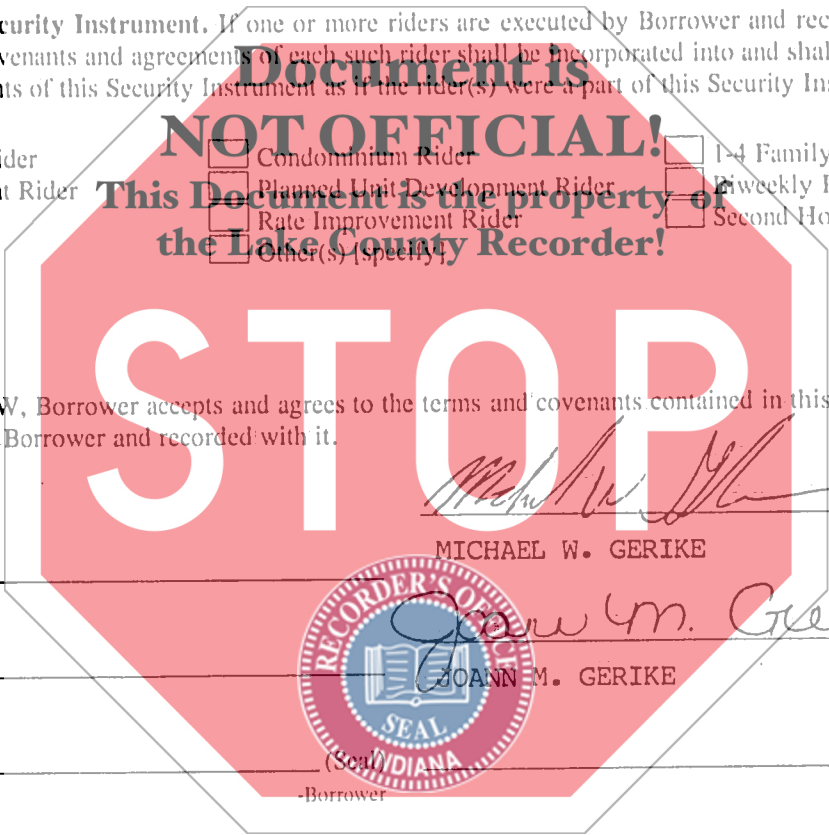 curity Instrument. If one or more riders are executed by Borrower and rec
venants and agreements of each such rider shall be incorporated into and shal
ts of this Security Instrument as if the rider(s) were a part of this Security Ins
Document is
NOT OFFICIAL!
This Document is the property of
the Lake County Recorder!
ider Condominium Rider 1-4 Family
t Rider Planned Unit Development Rider Biweekly P
Rate Improvement Rider Second Ho
Other(s) [specify]
STOP
W, Borrower accepts and agrees to the terms and covenants contained in this
Borrower and recorded with it.
MICHAEL W. GERIKE
Joann M. Ge
JOANN M. GERIKE
RECORDER'S OFFICE
SEAL
INDIANA
(Seal)
-Borrower